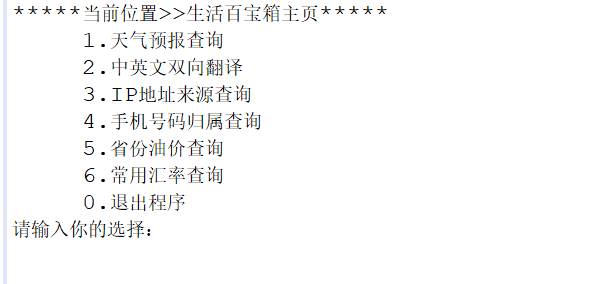 *****当前位置>>生活百宝箱主页*****
1.天气预报查询
2.中英文双向翻译
3.IP地址来源查询
4.手机号码归属查询
5.省份油价查询
6.常用汇率查询
0.退出程序
请输入你的选择：